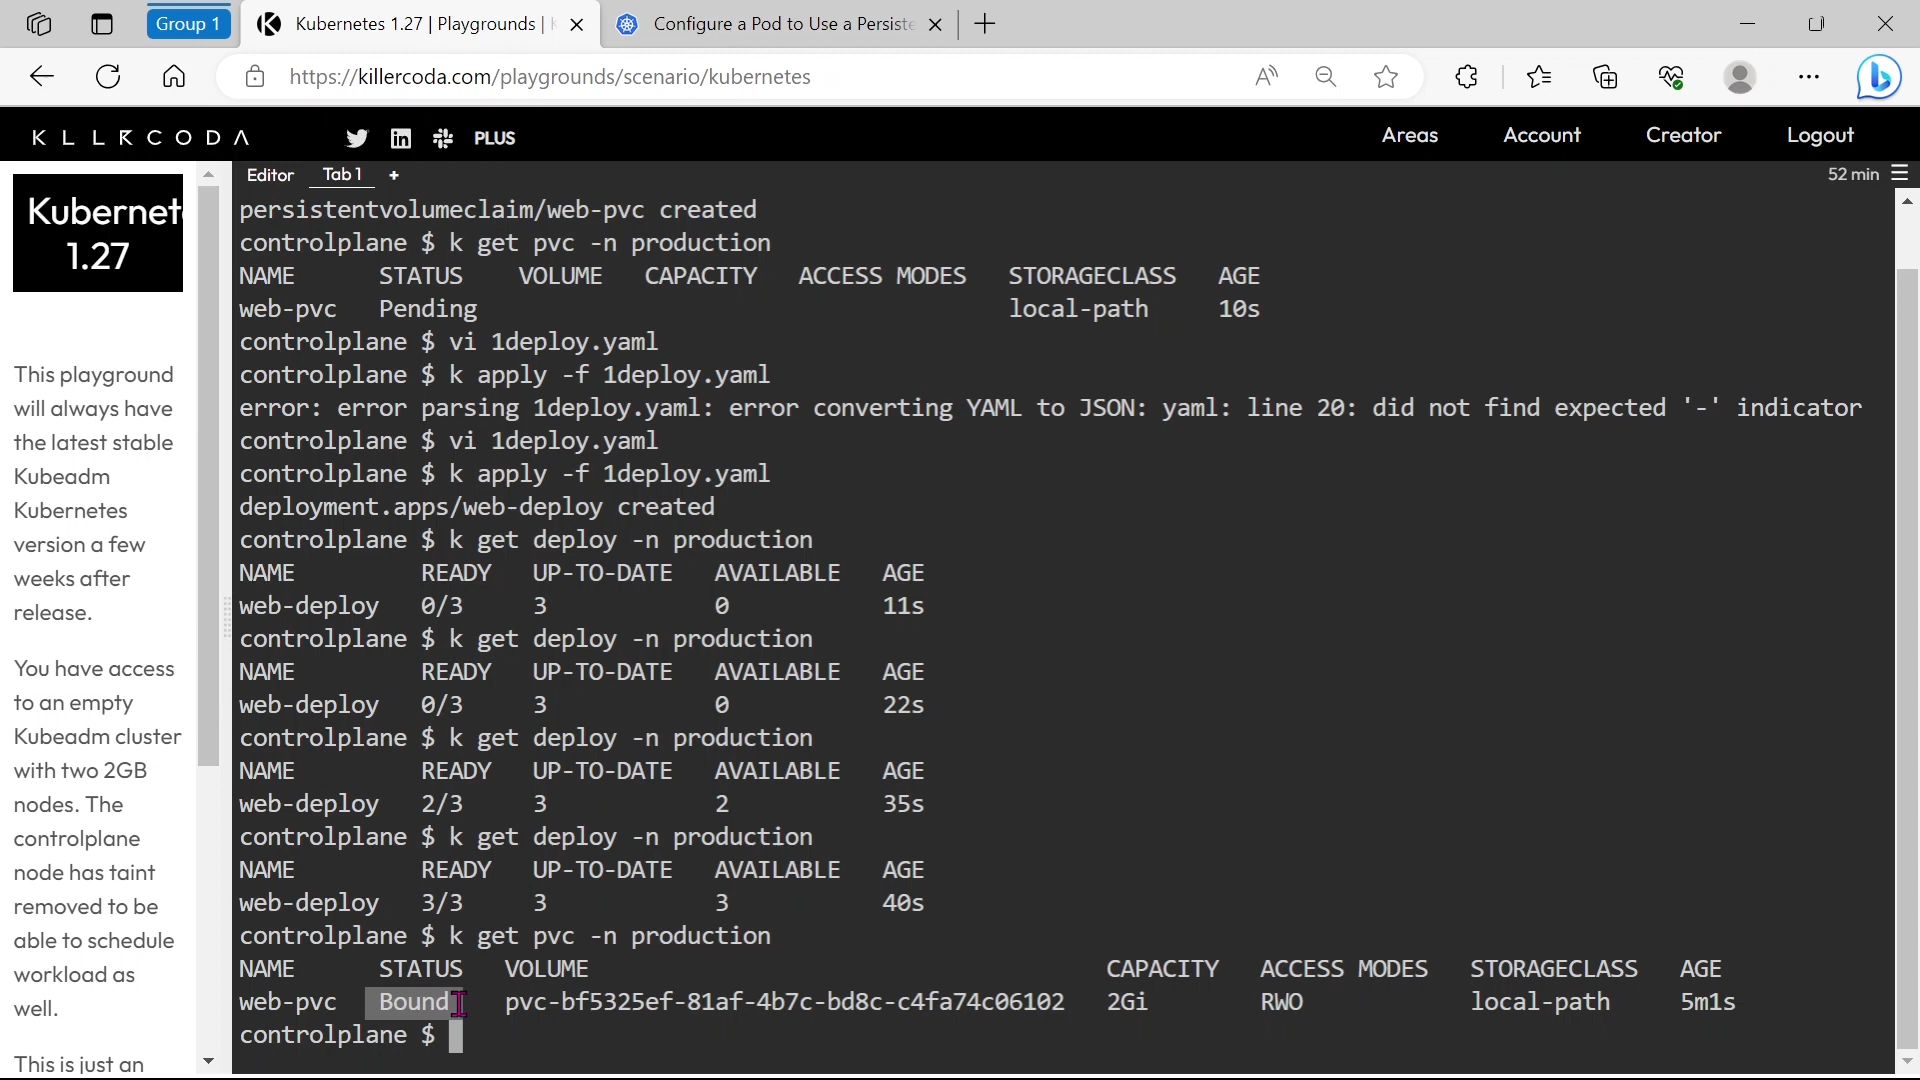 Group 1
Kubernetes 1.27 | Playgrounds |
Configure a Pod to Use a Persiste
https://killercoda.com/playgrounds/scenario/kubernetes
KLLRCODA
PLUS
Areas
Account
Creator
Logout
Kubernet
1.27
This playground
will always have
the latest stable
Kubeadm
Kubernetes
version a few
weeks after
release.
You have access
to an empty
Kubeadm cluster
with two 2GB
nodes. The
controlplane
node has taint
removed to be
able to schedule
workload as
well.
This is just an
Editor
Tab 1
+
52 min
persistentvolumeclaim/web-pvc created
controlplane $ k get pvc -n production
NAME STATUS VOLUME CAPACITY ACCESS MODES STORAGECLASS AGE
web-pvc Pending local-path 10s
controlplane $ vi 1deploy.yaml
controlplane $ k apply -f 1deploy.yaml
error: error parsing 1deploy.yaml: error converting YAML to JSON: yaml: line 20: did not find expected '-' indicator
controlplane $ vi 1deploy.yaml
controlplane $ k apply -f 1deploy.yaml
deployment.apps/web-deploy created
controlplane $ k get deploy -n production
NAME READY UP-TO-DATE AVAILABLE AGE
web-deploy 0/3 3 0 11s
controlplane $ k get deploy -n production
NAME READY UP-TO-DATE AVAILABLE AGE
web-deploy 0/3 3 0 22s
controlplane $ k get deploy -n production
NAME READY UP-TO-DATE AVAILABLE AGE
web-deploy 2/3 3 2 35s
controlplane $ k get deploy -n production
NAME READY UP-TO-DATE AVAILABLE AGE
web-deploy 3/3 3 3 40s
controlplane $ k get pvc -n production
NAME STATUS VOLUME CAPACITY ACCESS MODES STORAGECLASS AGE
web-pvc Bound pvc-bf5325ef-81af-4b7c-bd8c-c4fa74c06102 2Gi RWO local-path 5m1s
controlplane $